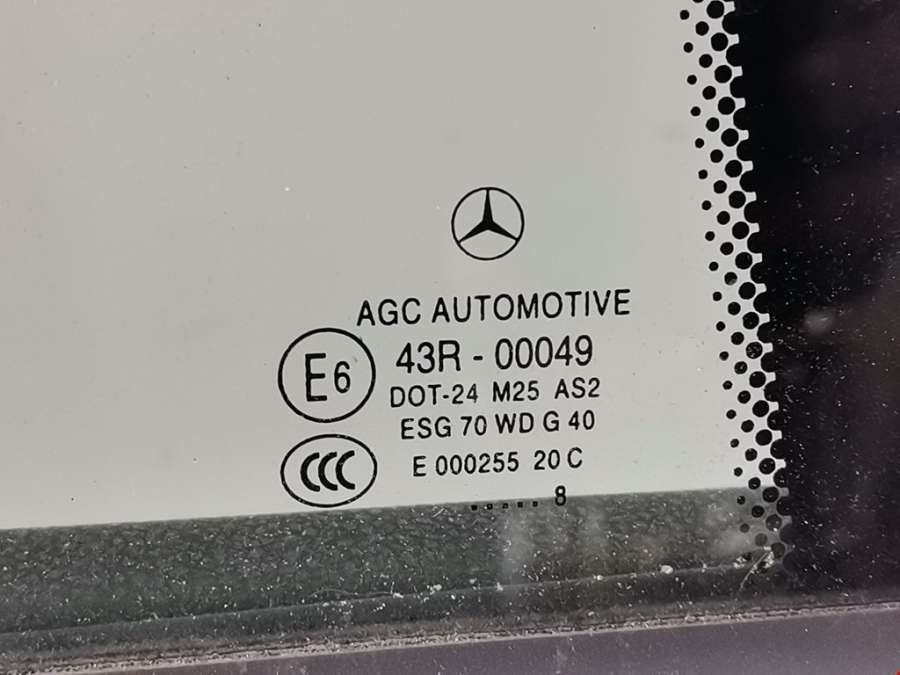 AGC AUTOMOTIVE
E6
43R - 00049
DOT-24 M25 AS2
ESG 70 WD G 40
CCC
E 000255 20 C
..... 8